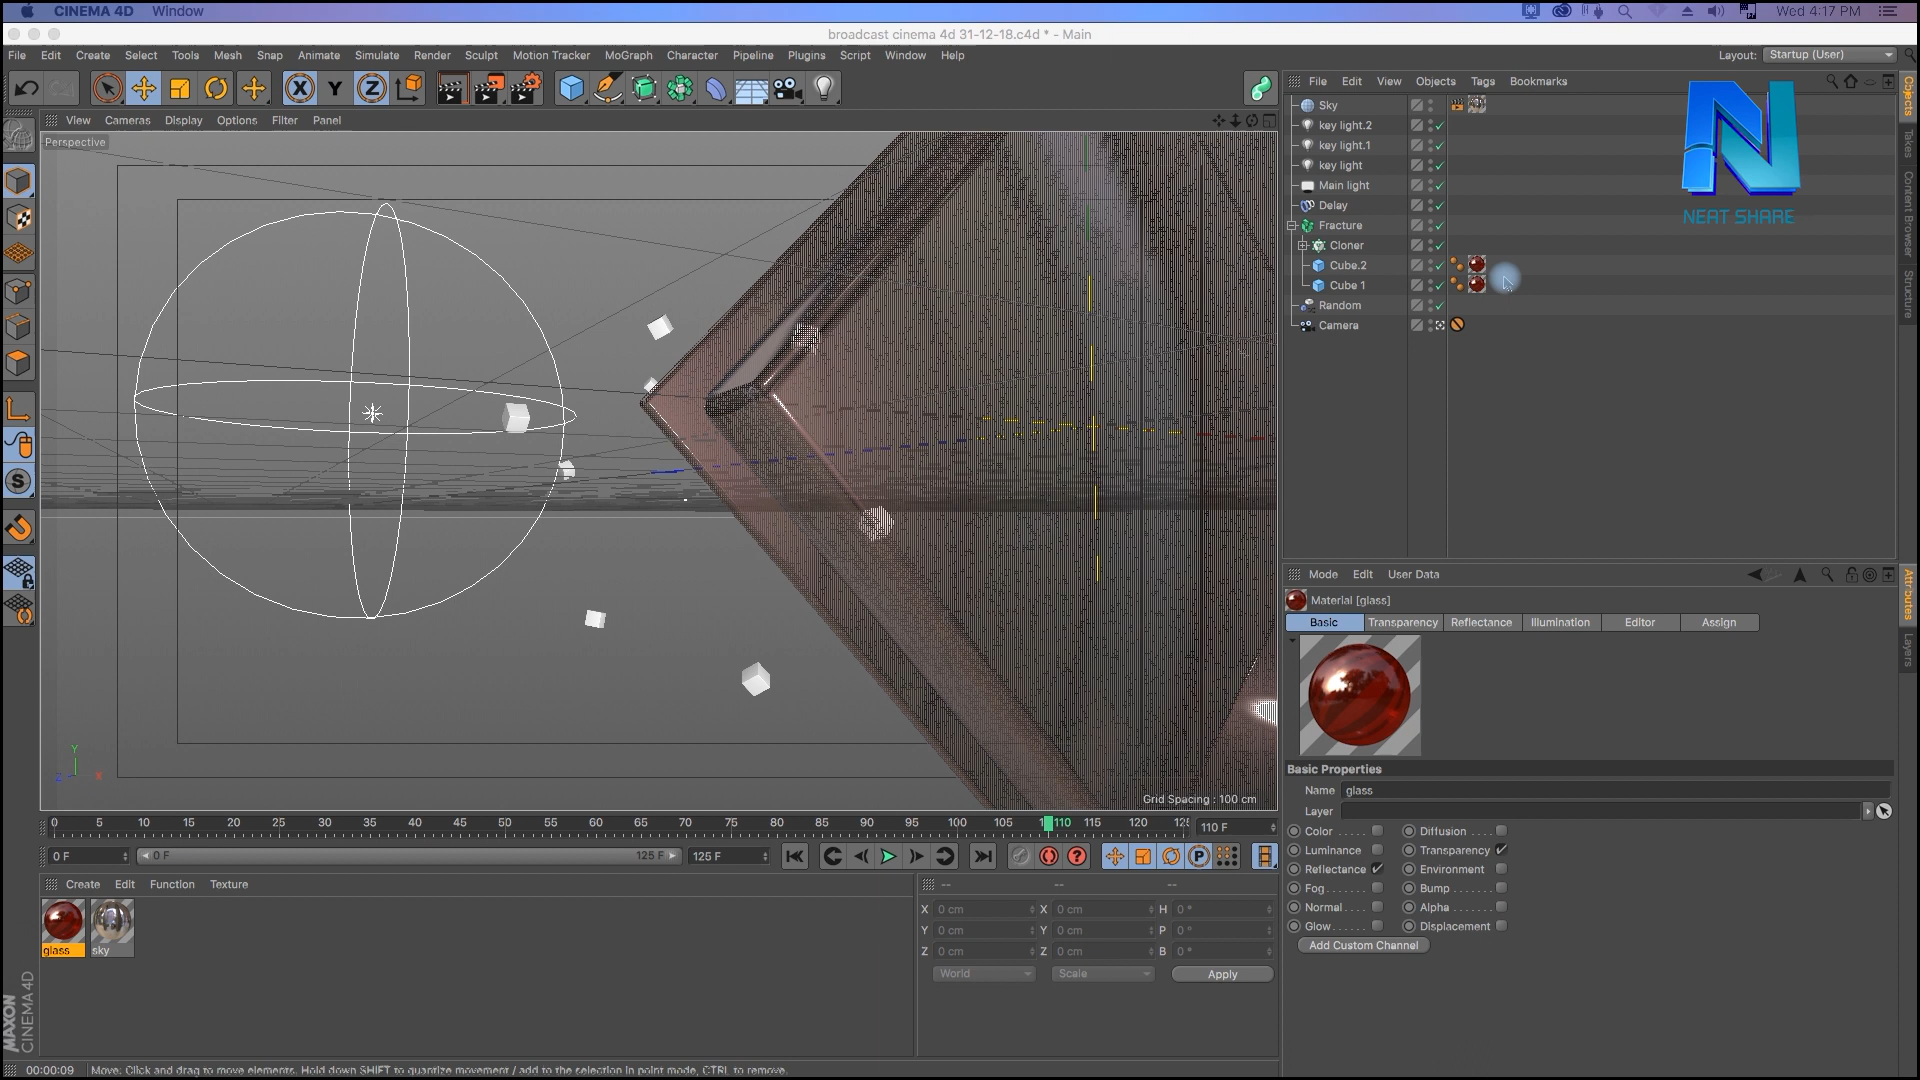 CINEMA 4D Window Wed 4:17 PM
broadcast cinema 4d 31-12-18.c4d * - Main
File Edit Create Select Tools Mesh Snap Animate Simulate Render Sculpt Motion Tracker MoGraph Character Pipeline Plugins Script Window Help Layout: Startup (User)
X Y Z
File Edit View Objects Tags Bookmarks
View Cameras Display Options Filter Panel
Perspective
Sky
key light.2
key light.1
key light
Main light
Delay
Fracture
Cloner
Cube.2
Cube 1
Random
Camera
NEAT SHARE
Objects
Takes
Content Browser
Structure
Y
Z X
Grid Spacing : 100 cm
Mode Edit User Data
Material [glass]
Basic Transparency Reflectance Illumination Editor Assign
Attributes
Layers
Basic Properties
Name glass
Layer
Color Diffusion
Luminance Transparency
Reflectance Environment
Fog Bump
Normal Alpha
Glow Displacement
Add Custom Channel
0 5 10 15 20 25 30 35 40 45 50 55 60 65 70 75 80 85 90 95 100 105 110 115 120 110 F
0 F 0 F 125 F 125 F
Create Edit Function Texture
glass sky
-- -- --
X 0 cm X 0 cm H 0 °
Y 0 cm Y 0 cm P 0 °
Z 0 cm Z 0 cm B 0 °
World Scale Apply
MAXON
CINEMA 4D
00:00:09 Move: Click and drag to move elements. Hold down SHIFT to quantize movement / add to the selection in point mode, CTRL to remove.